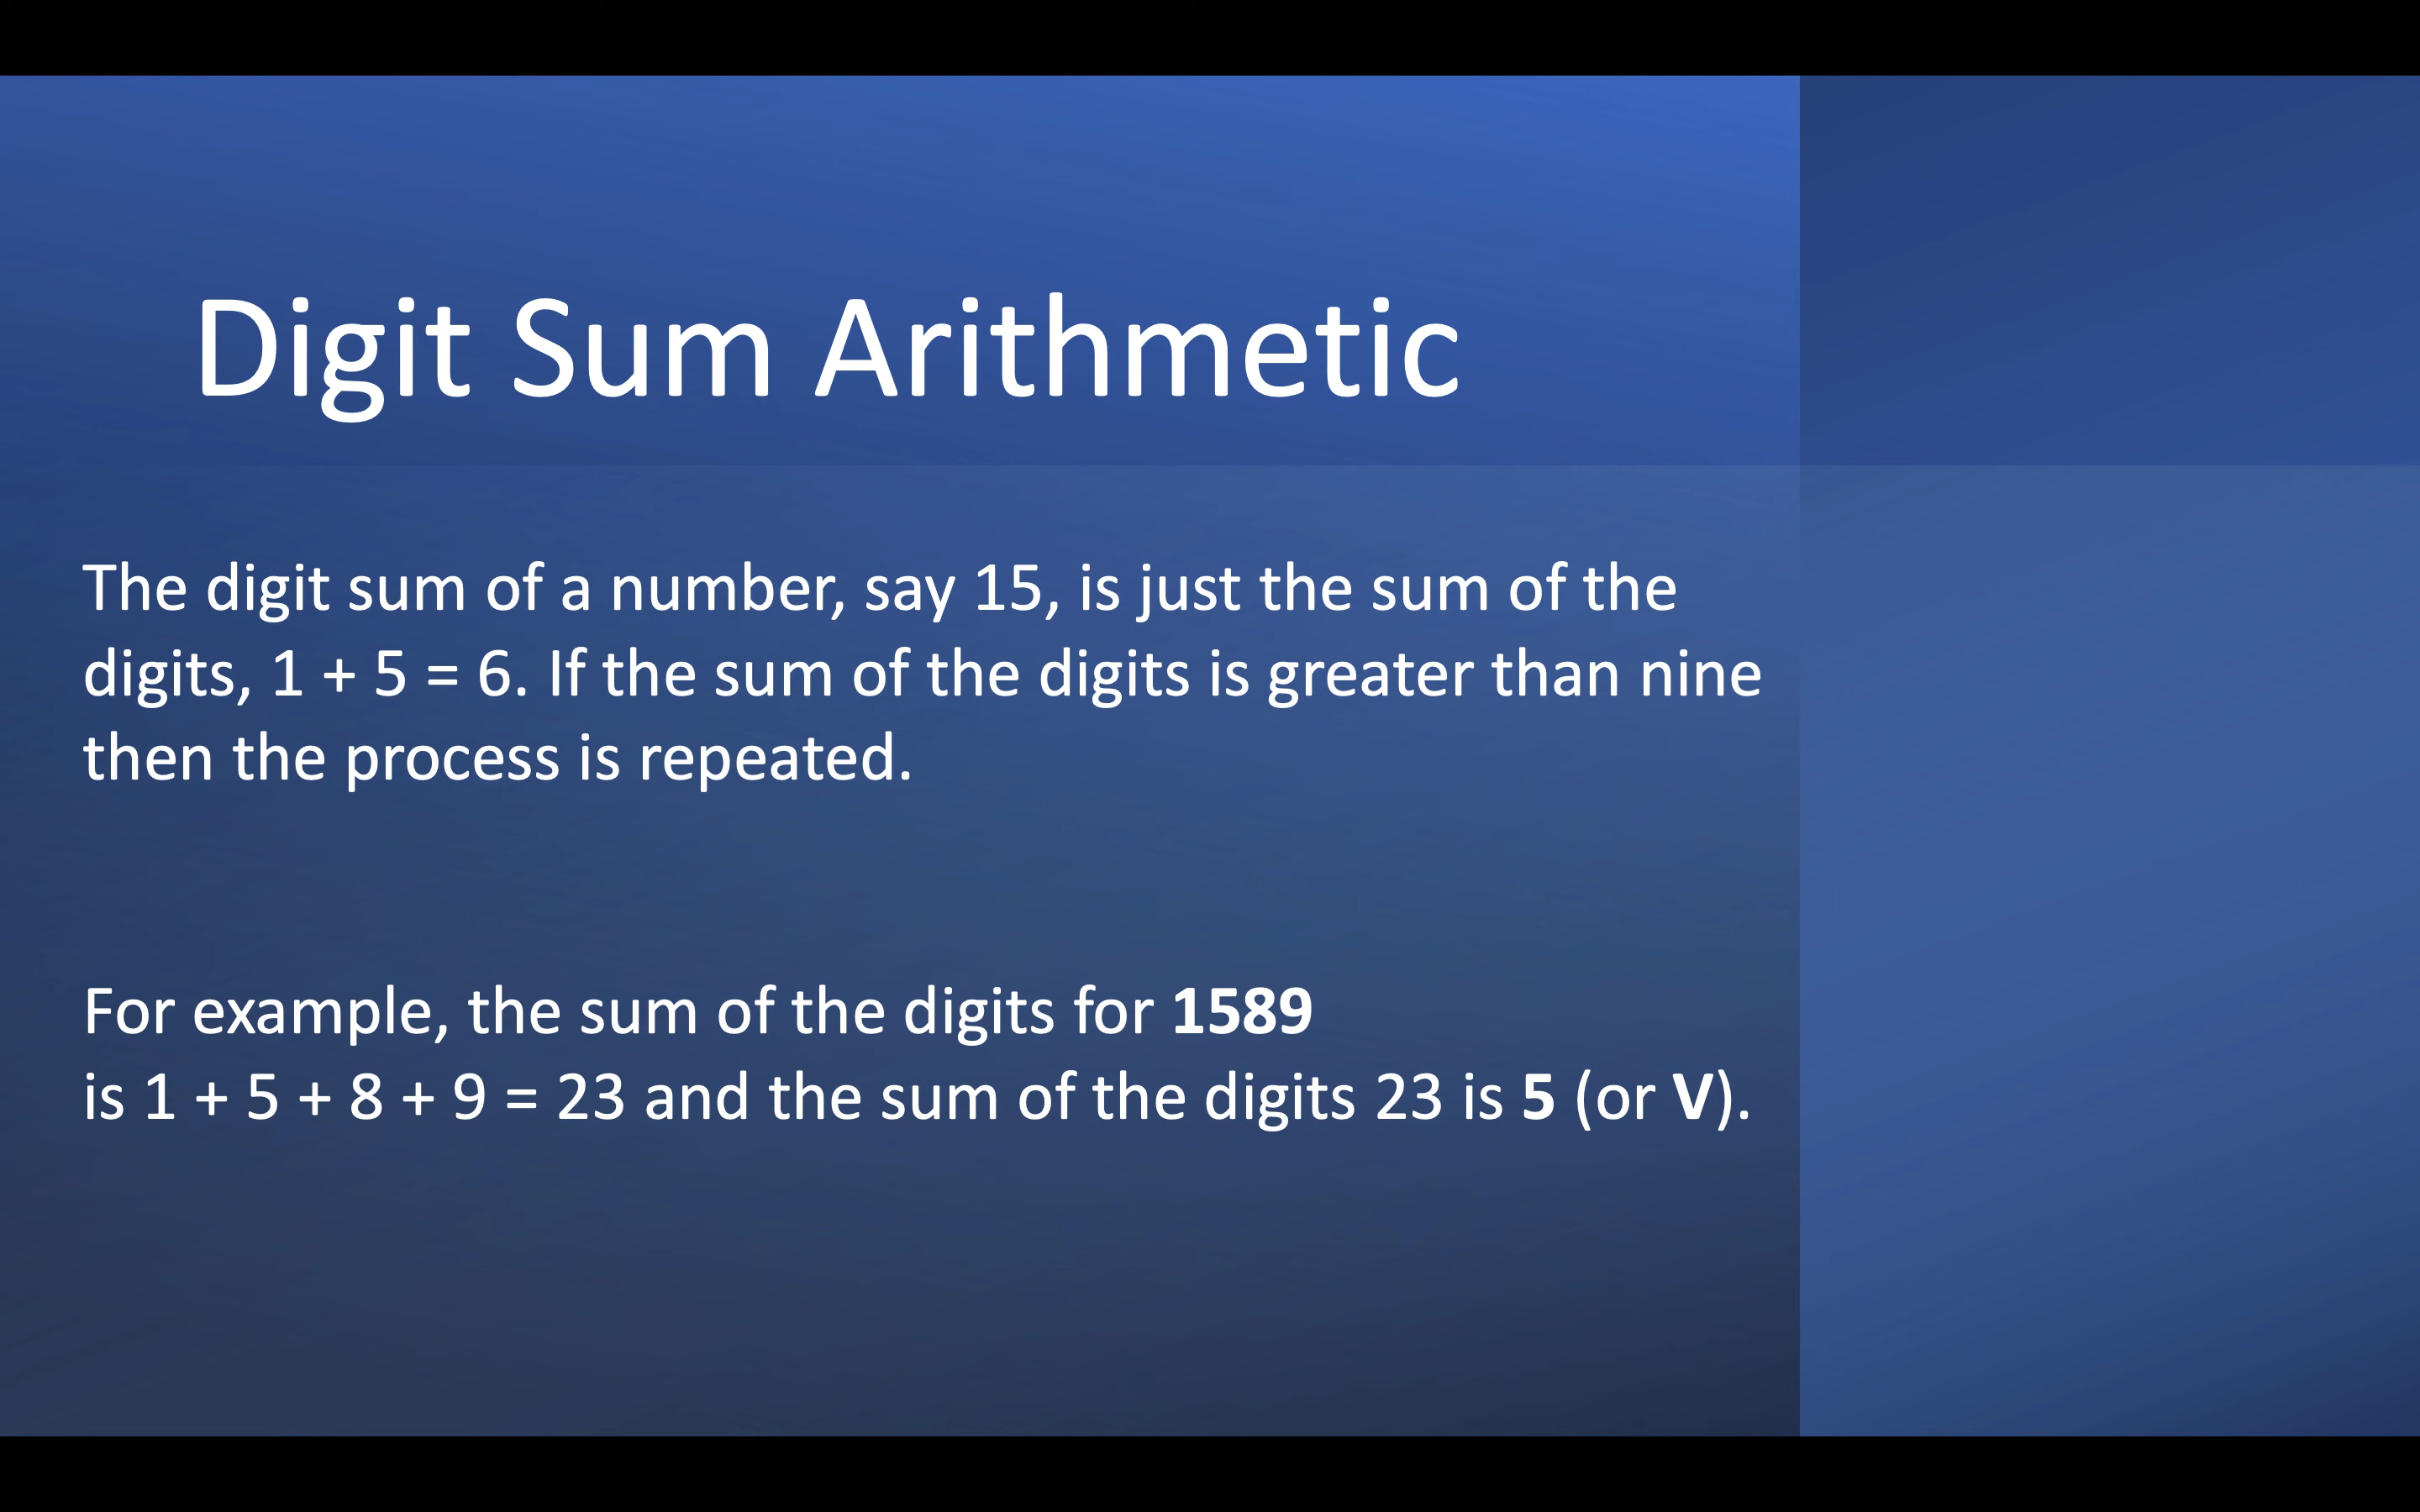 Digit Sum Arithmetic
The digit sum of a number, say 15, is just the sum of the
digits, 1 + 5 = 6. If the sum of the digits is greater than nine
then the process is repeated.
For example, the sum of the digits for 1589
is 1 + 5 + 8 + 9 = 23 and the sum of the digits 23 is 5 (or V).